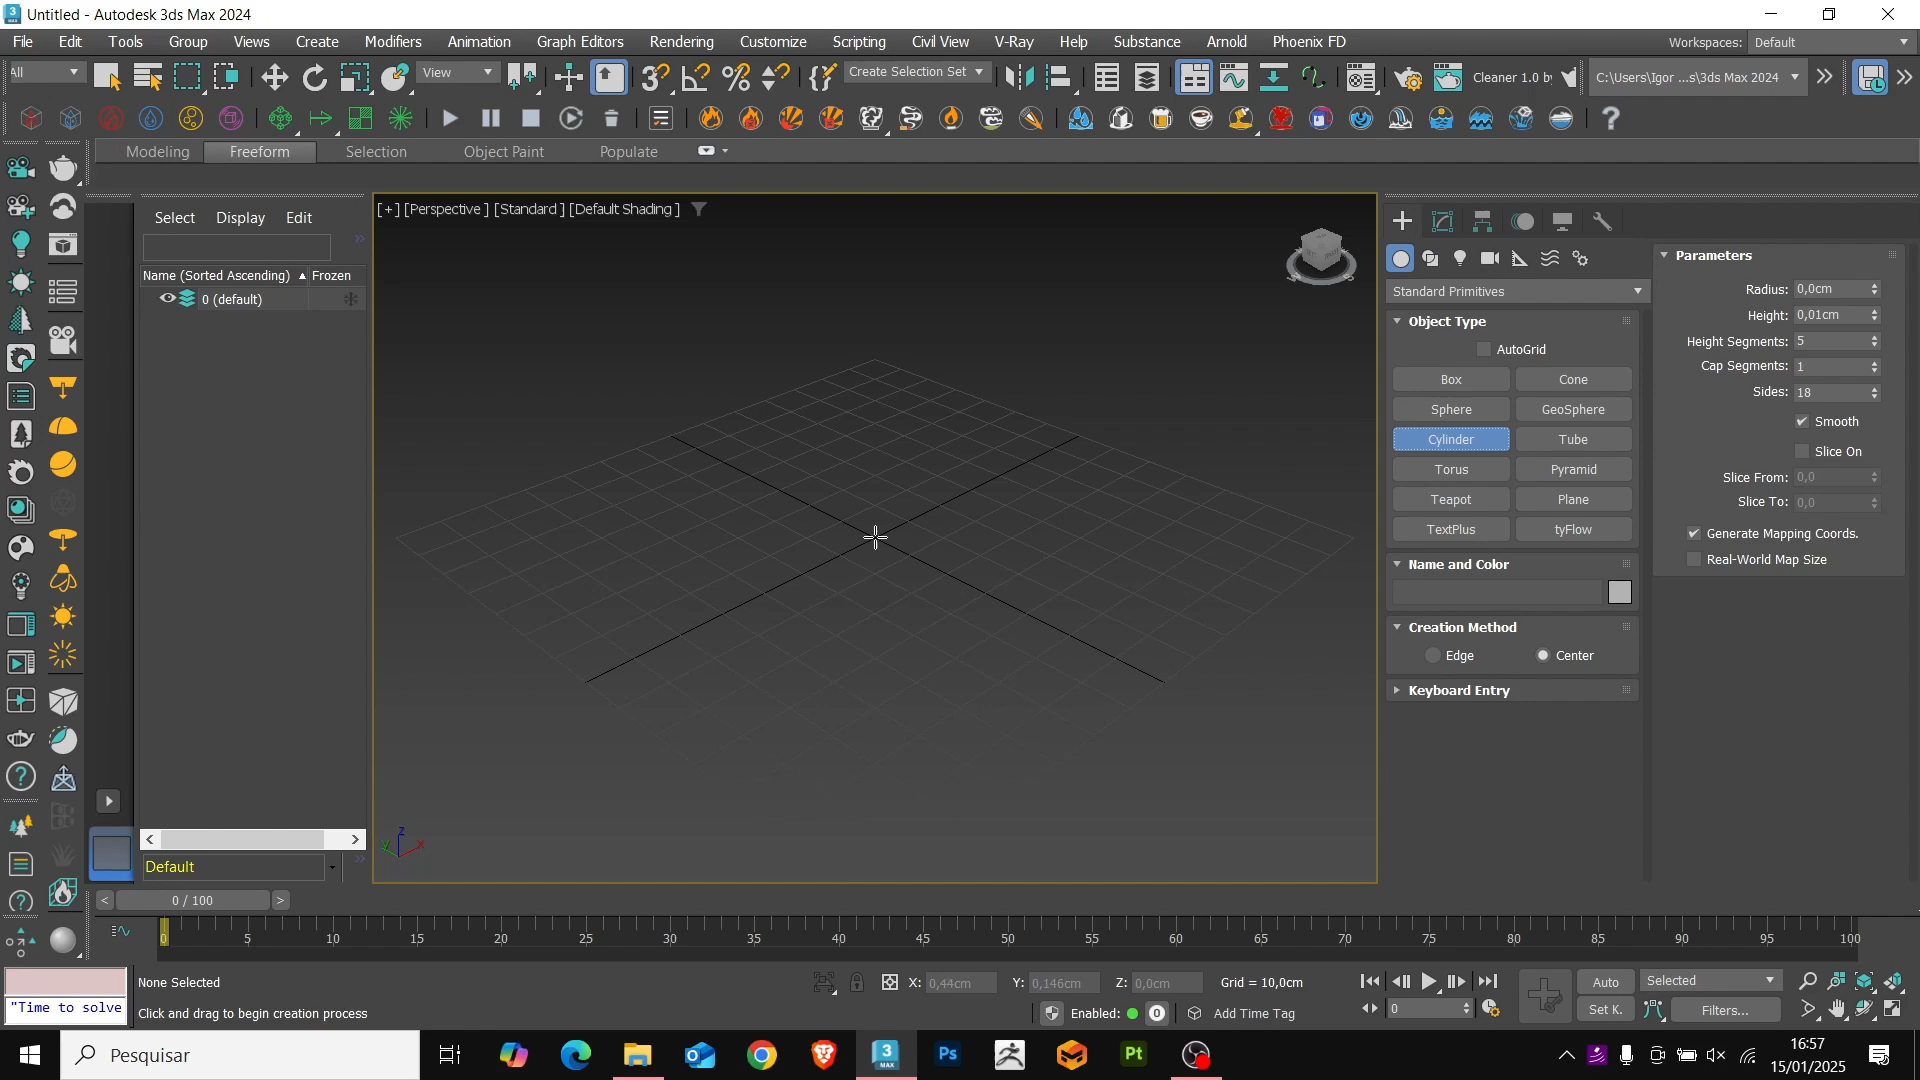 Untitled - Autodesk 3ds Max 2024
File Edit Tools Group Views Create Modifiers Animation Graph Editors Rendering Customize Scripting Civil View V-Ray Help Substance Arnold Phoenix FD Workspaces: Default
All View Create Selection Set Cleaner 1.0 by C:\Users\Igor ...s\3ds Max 2024
Modeling Freeform Selection Object Paint Populate
Select Display Edit
Name (Sorted Ascending) Frozen
0 (default)
[+] [Perspective ] [Standard ] [Default Shading ]
Standard Primitives
Object Type
AutoGrid
Box Cone
Sphere GeoSphere
Cylinder Tube
Torus Pyramid
Teapot Plane
TextPlus tyFlow
Name and Color
Creation Method
Edge Center
Keyboard Entry
Parameters
Radius: 0,0cm
Height: 0,01cm
Height Segments: 5
Cap Segments: 1
Sides: 18
Smooth
Slice On
Slice From: 0,0
Slice To: 0,0
Generate Mapping Coords.
Real-World Map Size
z
y x
Default
0 / 100
0 5 10 15 20 25 30 35 40 45 50 55 60 65 70 75 80 85 90 95 100
"Time to solve
None Selected
Click and drag to begin creation process
X: 0,44cm Y: 0,146cm Z: 0,0cm Grid = 10,0cm
Enabled: 0 Add Time Tag
0
Auto Selected
Set K. Filters...
Pesquisar
16:57
15/01/2025